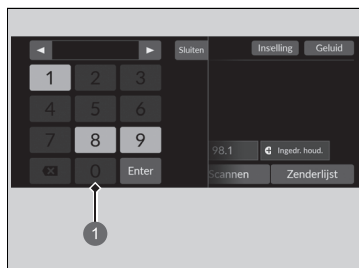 Sluiten Inselling Geluid
1 2 3
4 5 6
7 8 9
98.1 Ingedr. houd.
0 Enter
Scannen Zenderlijst
1